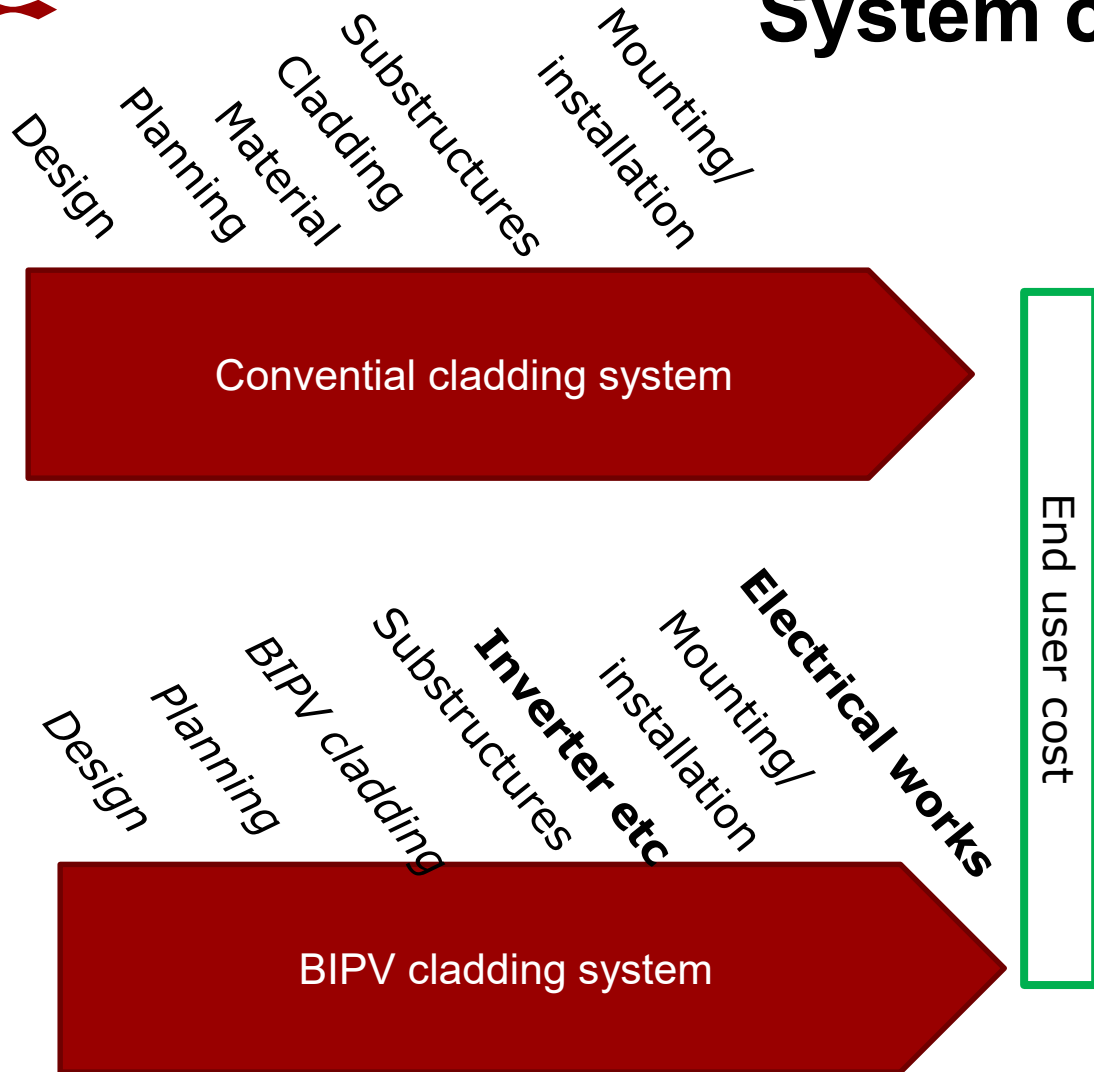 System
Design
Planning
Material
Cladding
Substructures
Mounting/
installation
Convential cladding system
End user cost
Design
Planning
BIPV cladding
Substructures
Inverter etc
Mounting/
installation
Electrical works
BIPV cladding system